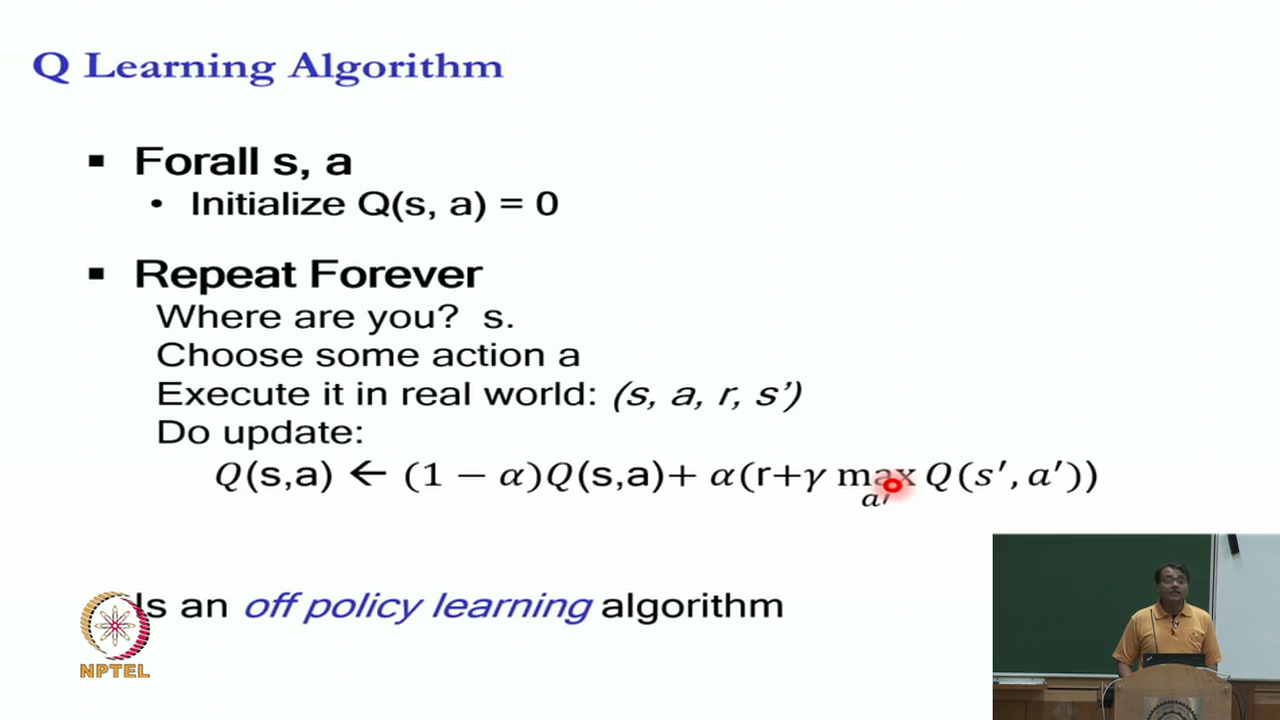 Q Learning Algorithm
▪ Forall s, a
• Initialize Q(s, a) = 0
▪ Repeat Forever
Where are you? s.
Choose some action a
Execute it in real world: (s, a, r, s’)
Do update:
Q(s,a) ← (1 − α)Q(s,a)+ α(r+γ max Q(s′, a′))
a′
Is an off policy learning algorithm
NPTEL